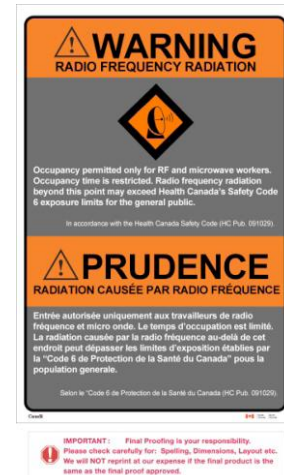 WARNING
RADIO FREQUENCY RADIATION
Occupancy permitted only for RF and microwave workers.
Occupancy time is restricted. Radio frequency radiation
beyond this point may exceed Health Canada's Safety Code
6 exposure limits for the general public.
In accordance with the Health Canada Safety Code (HC Pub. 091029).
PRUDENCE
RADIATION CAUSÉE PAR RADIO FRÉQUENCE
Entrée autorisée uniquement aux travailleurs de radio
fréquence et micro onde. Le temps d'occupation est limité.
La radiation causée par la radio fréquence au-delà de cet
endroit peut dépasser les limites d'exposition établies par
la "Code 6 de Protection de la Santé du Canada" pous la
population generale.
Selon le "Code 6 de Protection de la Santé du Canada (HC Pub. 091029).
Canada
IMPORTANT: Final Proofing is your responsibility.
Please check carefully for: Spelling, Dimensions, Layout etc.
We will NOT reprint at our expense if the final product is the
same as the final proof approved.